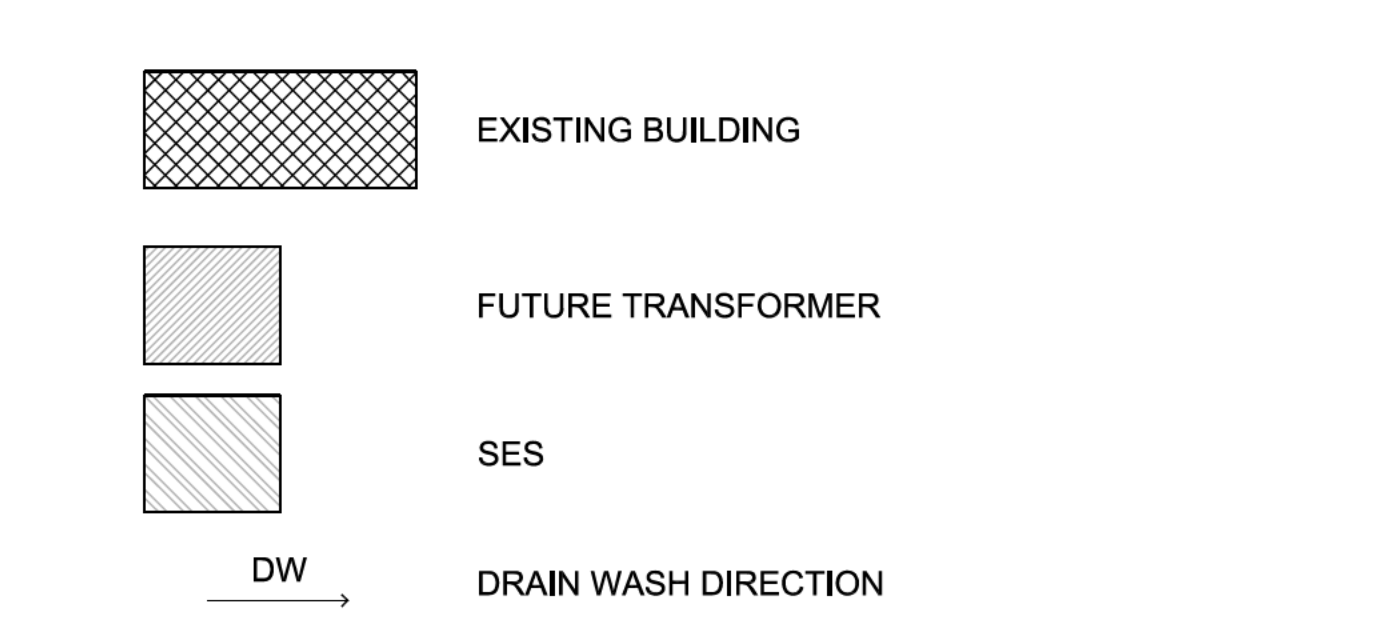 EXISTING BUILDING
FUTURE TRANSFORMER
SES
DW
DRAIN WASH DIRECTION